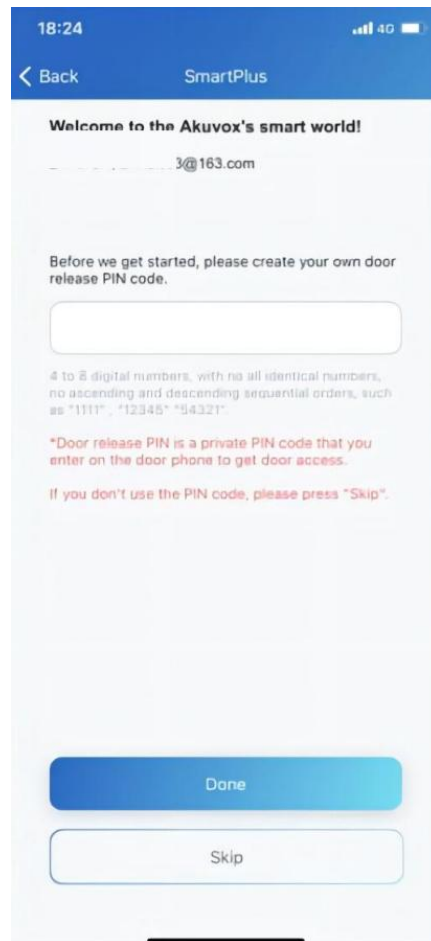 18:24
4G
Back
SmartPlus
Welcome to the Akuvox's smart world!
3@163.com
Before we get started, please create your own door
release PIN code.
4 to 8 digital numbers, with no all identical numbers,
no ascending and descending sequential orders, such
as "1111" , "12345" "54321".
*Door release PIN is a private PIN code that you
enter on the door phone to get door access.
If you don't use the PIN code, please press "Skip".
Done
Skip